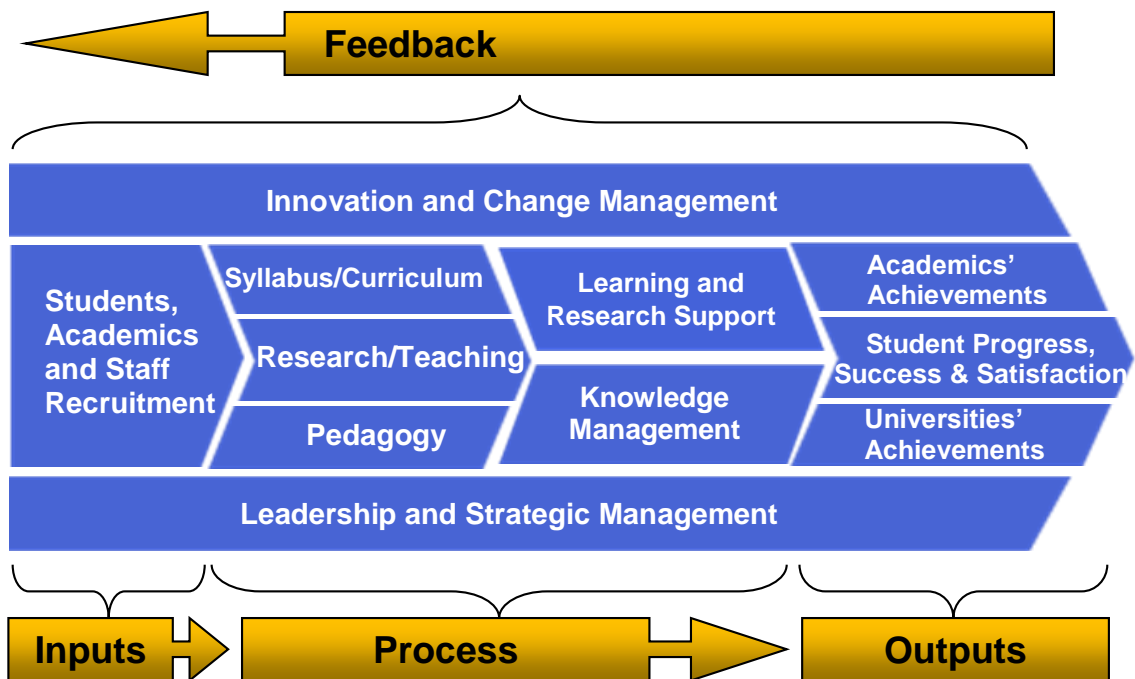 Feedback
Innovation and Change Management
Students,
Academics
and Staff
Recruitment
Syllabus/Curriculum
Research/Teaching
Pedagogy
Learning and
Research Support
Knowledge
Management
Academics’
Achievements
Student Progress,
Success & Satisfaction
Universities’
Achievements
Leadership and Strategic Management
Inputs
Process
Outputs